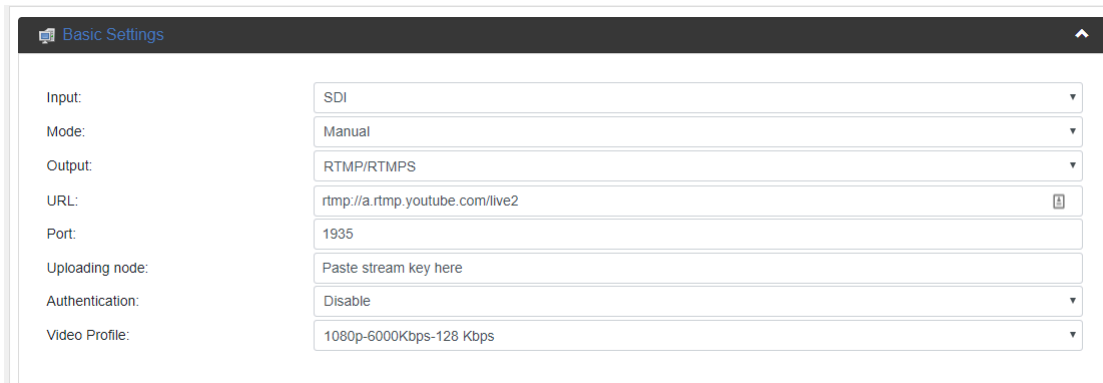 Basic Settings
Input: SDI
Mode: Manual
Output: RTMP/RTMPS
URL: rtmp://a.rtmp.youtube.com/live2
Port: 1935
Uploading node: Paste stream key here
Authentication: Disable
Video Profile: 1080p-6000Kbps-128 Kbps